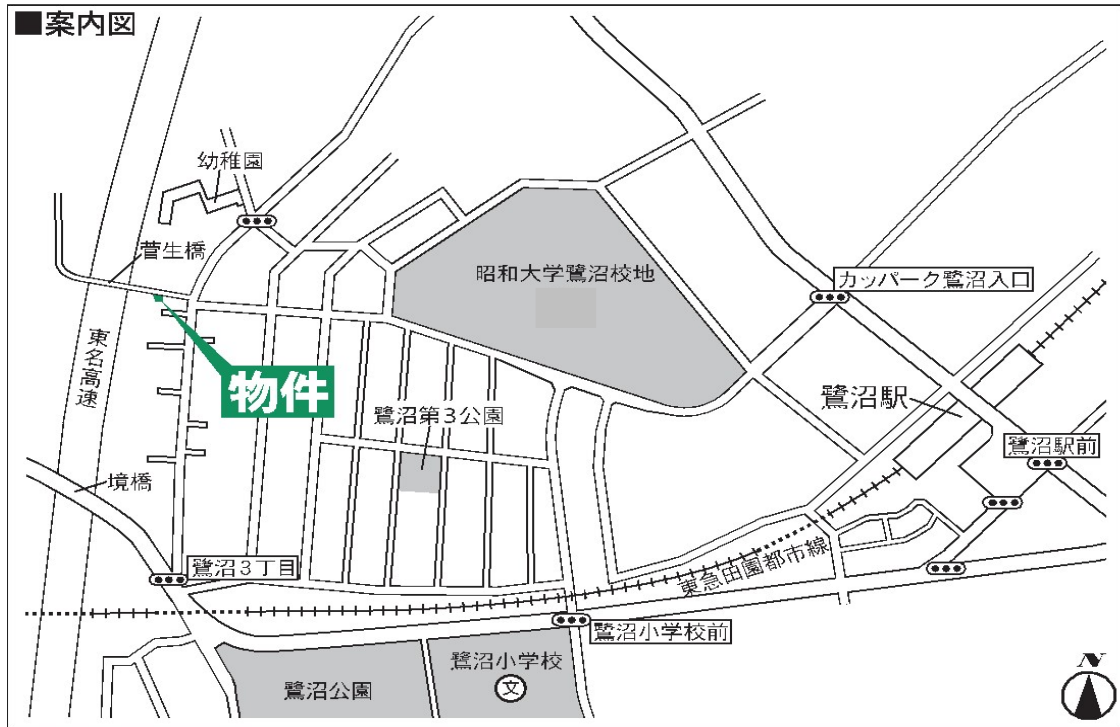 ■案内図
幼稚園
菅生橋
昭和大学鷺沼校地
カッパーク鷺沼入口
東名高速
物件
鷺沼駅
鷺沼第3公園
鷺沼駅前
境橋
鷺沼3丁目
東急田園都市線
鷺沼小学校前
鷺沼小学校
文
鷺沼公園
N